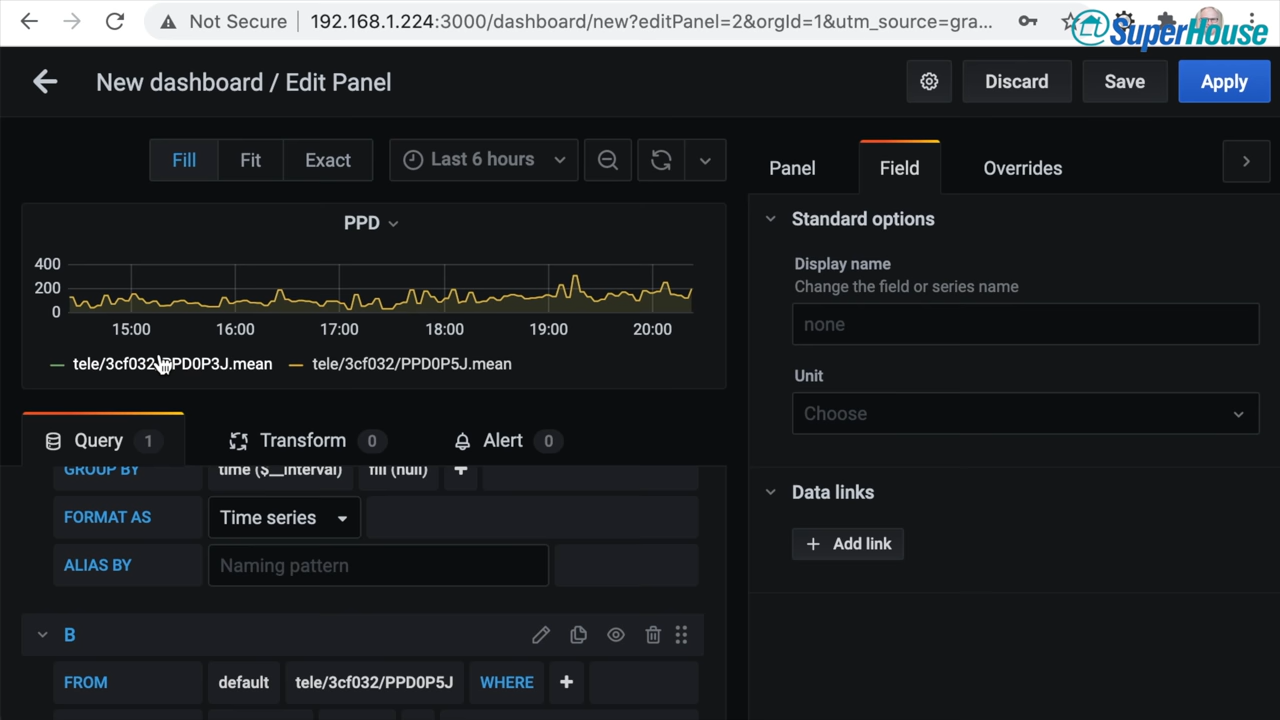 Not Secure 192.168.1.224:3000/dashboard/new?editPanel=2&orgId=1&utm_source=gra...
SuperHouse
New dashboard / Edit Panel
Discard
Save
Apply
Fill
Fit
Exact
Last 6 hours
Panel
Field
Overrides
PPD
400
200
0
15:00 16:00 17:00 18:00 19:00 20:00
tele/3cf032/PPD0P3J.mean tele/3cf032/PPD0P5J.mean
Standard options
Display name
Change the field or series name
none
Unit
Choose
Data links
+ Add link
Query 1
Transform 0
Alert 0
GROUP BY time ($__interval) fill (null) +
FORMAT AS Time series
ALIAS BY Naming pattern
B
FROM default tele/3cf032/PPD0P5J WHERE +